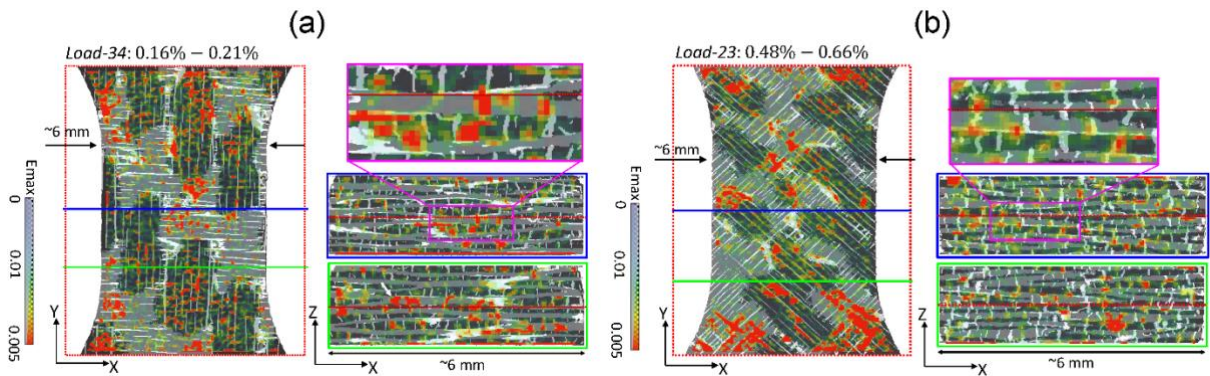 (a)
(b)
Load-34: 0.16% − 0.21%
~6 mm
Emax
0
0.01
0.005
Y
X
Z
X
~6 mm
Load-23: 0.48% − 0.66%
~6 mm
Emax
0
0.01
0.005
Y
X
Z
X
~6 mm